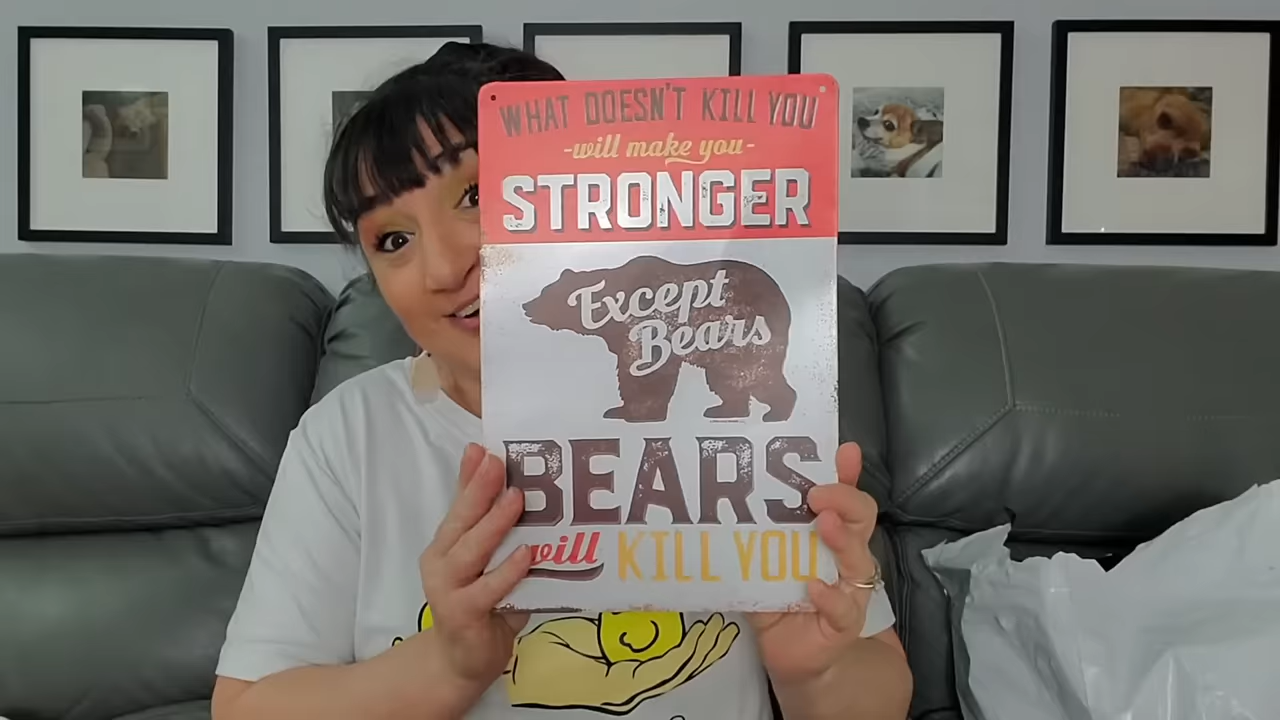 WHAT DOESN'T KILL YOU
-will make you-
STRONGER
Except
Bears
BEARS
will KILL YOU